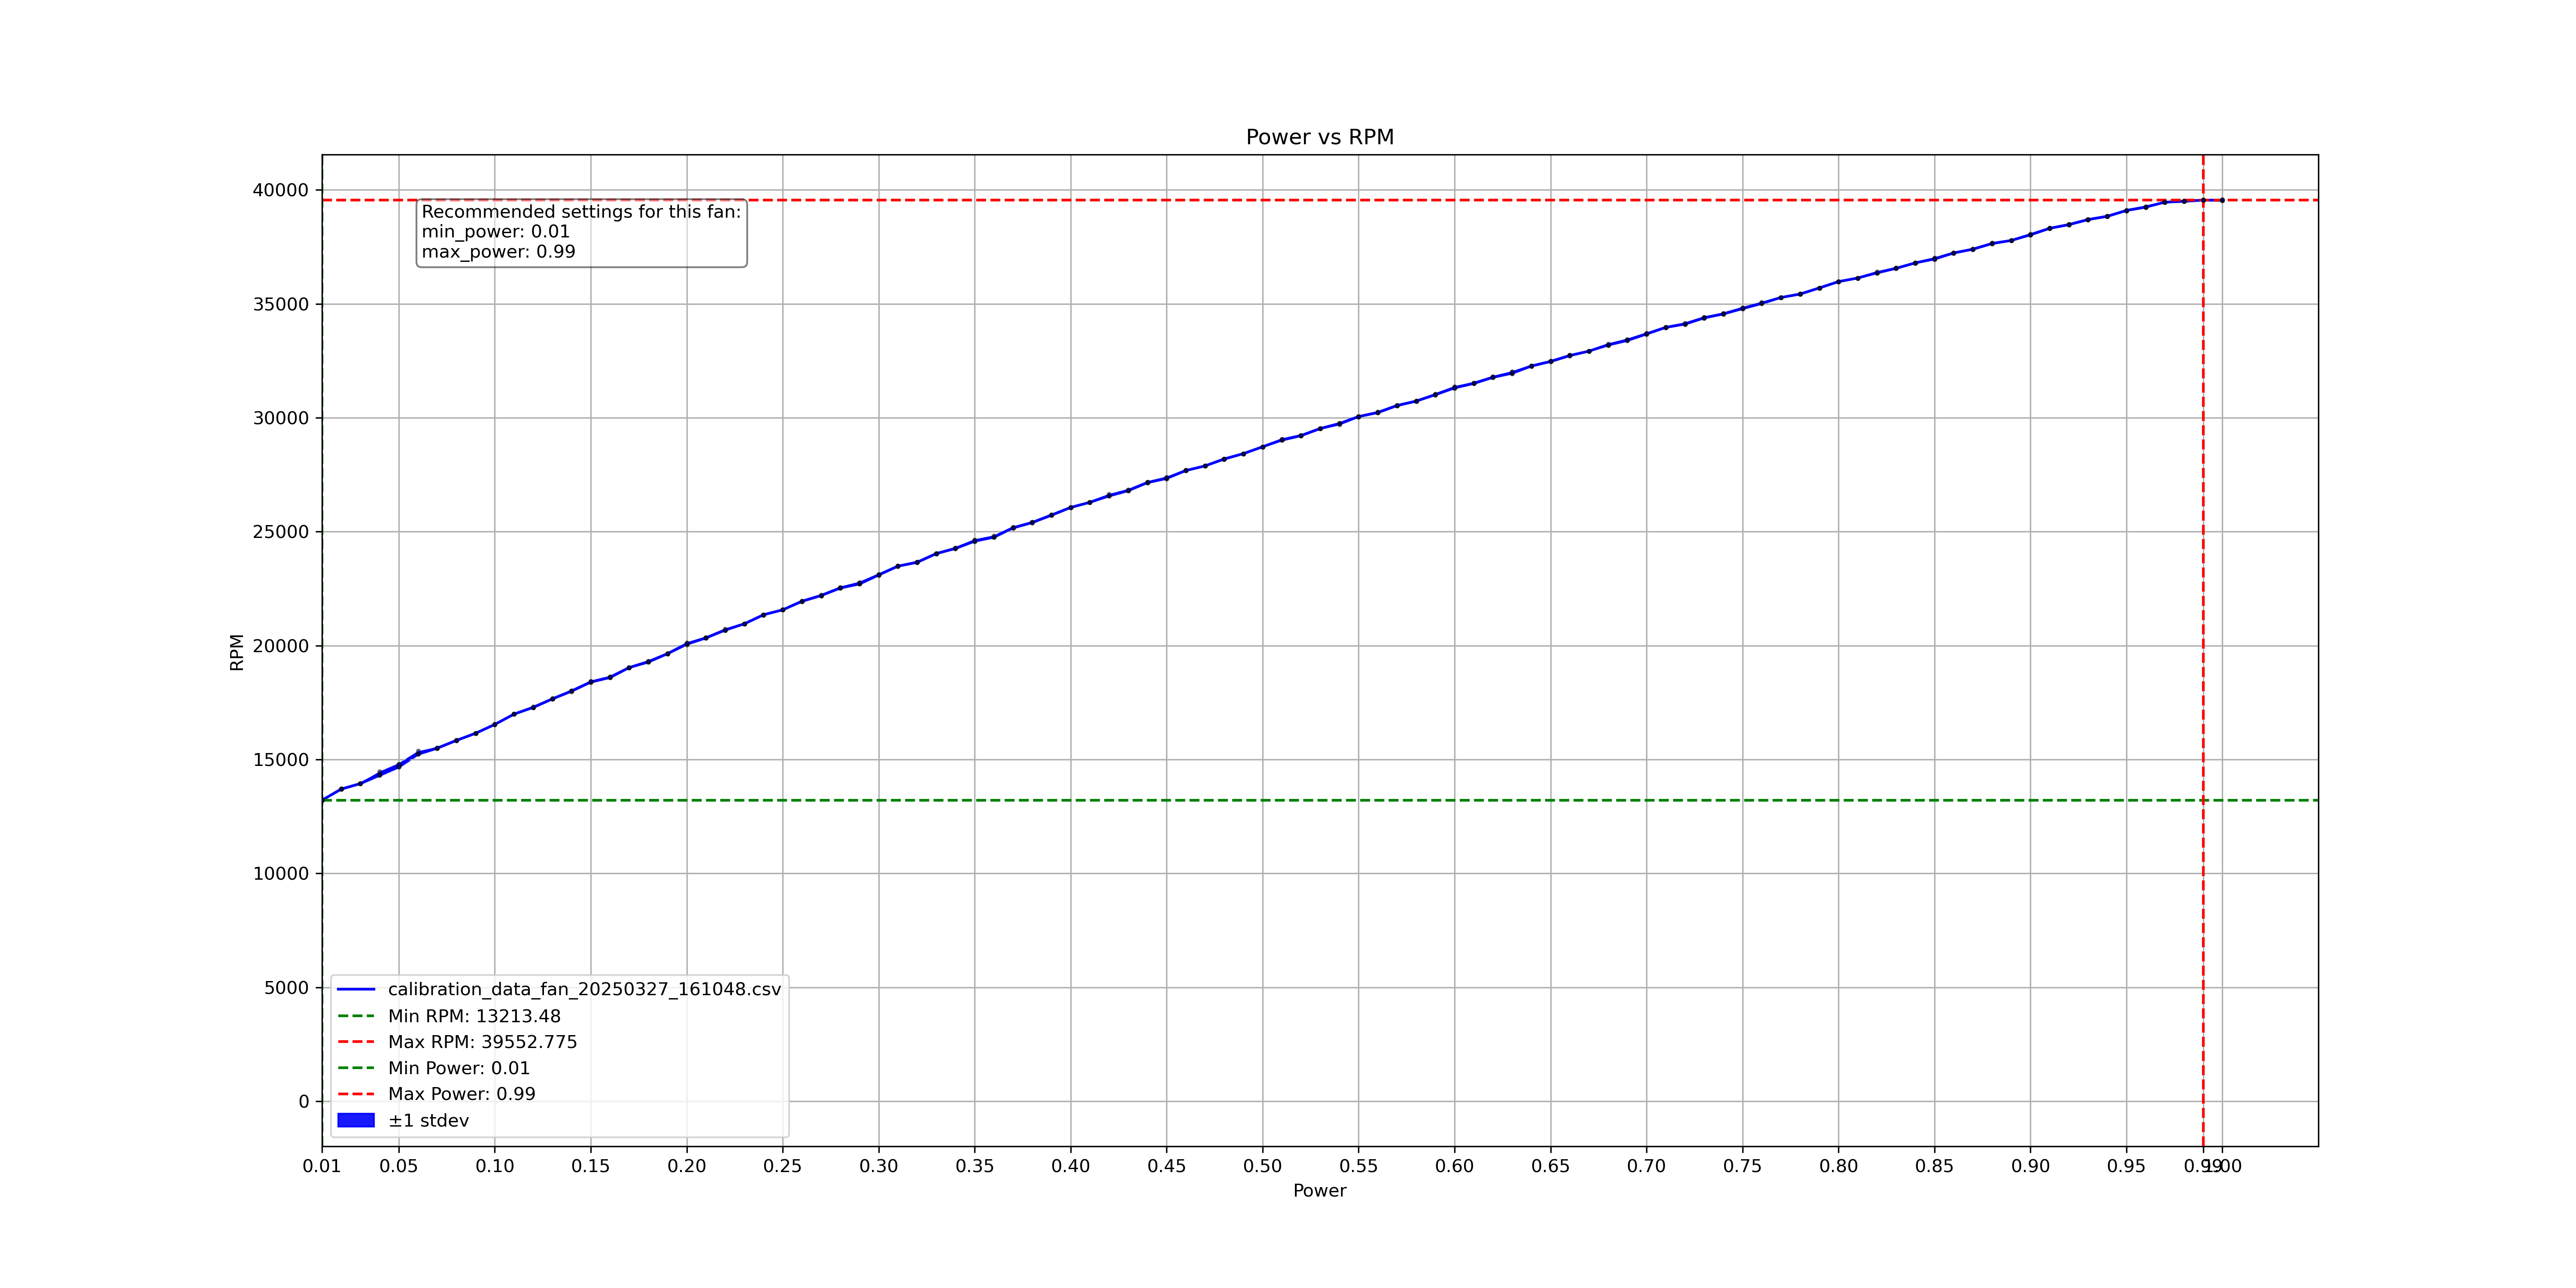 Power vs RPM
40000
35000
30000
25000
20000
15000
10000
5000
0
RPM
Recommended settings for this fan:
min_power: 0.01
max_power: 0.99
calibration_data_fan_20250327_161048.csv
Min RPM: 13213.48
Max RPM: 39552.775
Min Power: 0.01
Max Power: 0.99
±1 stdev
0.01 0.05 0.10 0.15 0.20 0.25 0.30 0.35 0.40 0.45 0.50 0.55 0.60 0.65 0.70 0.75 0.80 0.85 0.90 0.95 0.99 1.00
Power